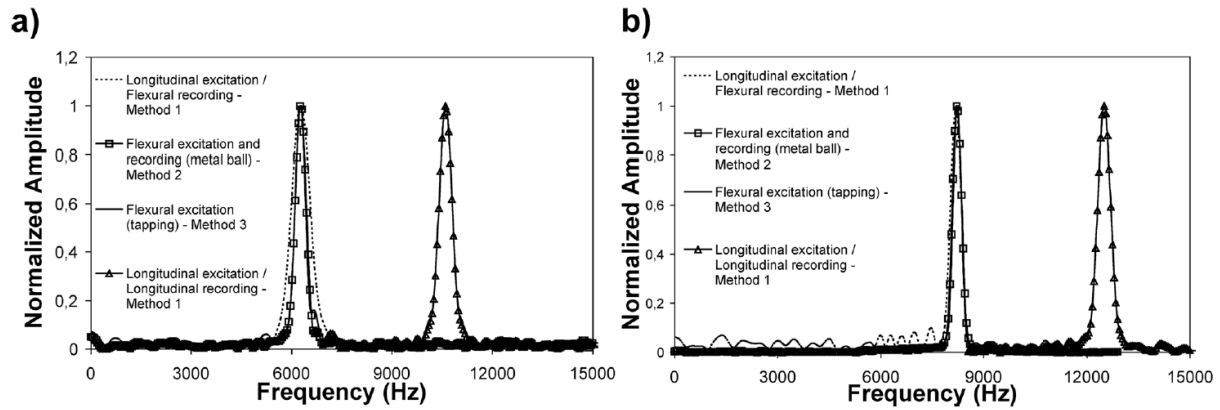 a)
1,2
1
0,8
0,6
0,4
0,2
0
Normalized Amplitude
Longitudinal excitation /
Flexural recording -
Method 1
Flexural excitation and
recording (metal ball) -
Method 2
Flexural excitation
(tapping) - Method 3
Longitudinal excitation /
Longitudinal recording -
Method 1
0 3000 6000 9000 12000 15000
Frequency (Hz)
b)
1,2
1
0,8
0,6
0,4
0,2
0
Normalized Amplitude
Longitudinal excitation /
Flexural recording - Method 1
Flexural excitation and
recording (metal ball) -
Method 2
Flexural excitation (tapping) -
Method 3
Longitudinal excitation /
Longitudinal recording -
Method 1
0 3000 6000 9000 12000 15000
Frequency (Hz)